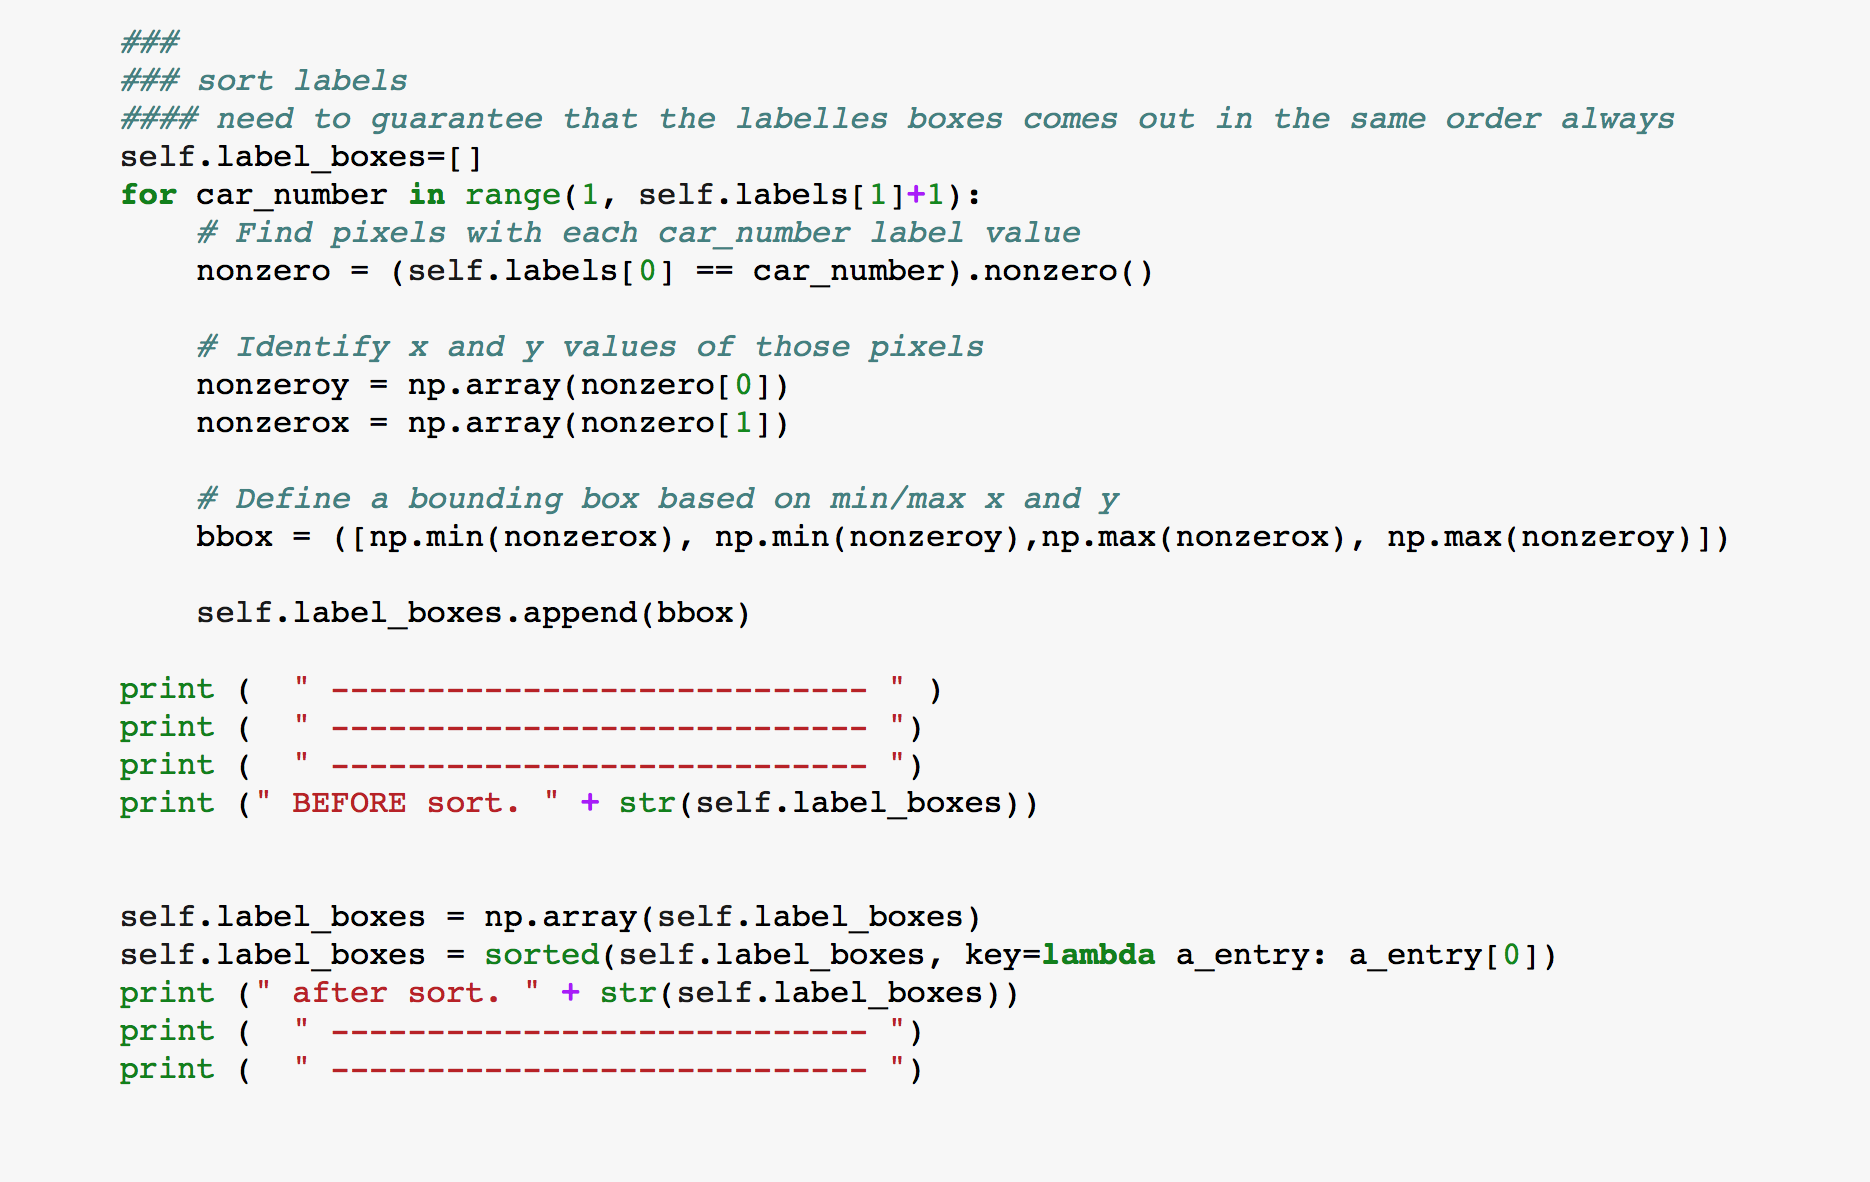 ###
### sort labels
#### need to guarantee that the labelles boxes comes out in the same order always
self.label_boxes=[]
for car_number in range(1, self.labels[1]+1):
    # Find pixels with each car_number label value
    nonzero = (self.labels[0] == car_number).nonzero()

    # Identify x and y values of those pixels
    nonzeroy = np.array(nonzero[0])
    nonzerox = np.array(nonzero[1])

    # Define a bounding box based on min/max x and y
    bbox = ([np.min(nonzerox), np.min(nonzeroy),np.max(nonzerox), np.max(nonzeroy)])

    self.label_boxes.append(bbox)

print (  " ---------------------------- " )
print (  " ---------------------------- ")
print (  " ---------------------------- ")
print (" BEFORE sort. " + str(self.label_boxes))


self.label_boxes = np.array(self.label_boxes)
self.label_boxes = sorted(self.label_boxes, key=lambda a_entry: a_entry[0])
print (" after sort. " + str(self.label_boxes))
print (  " ---------------------------- ")
print (  " ---------------------------- ")